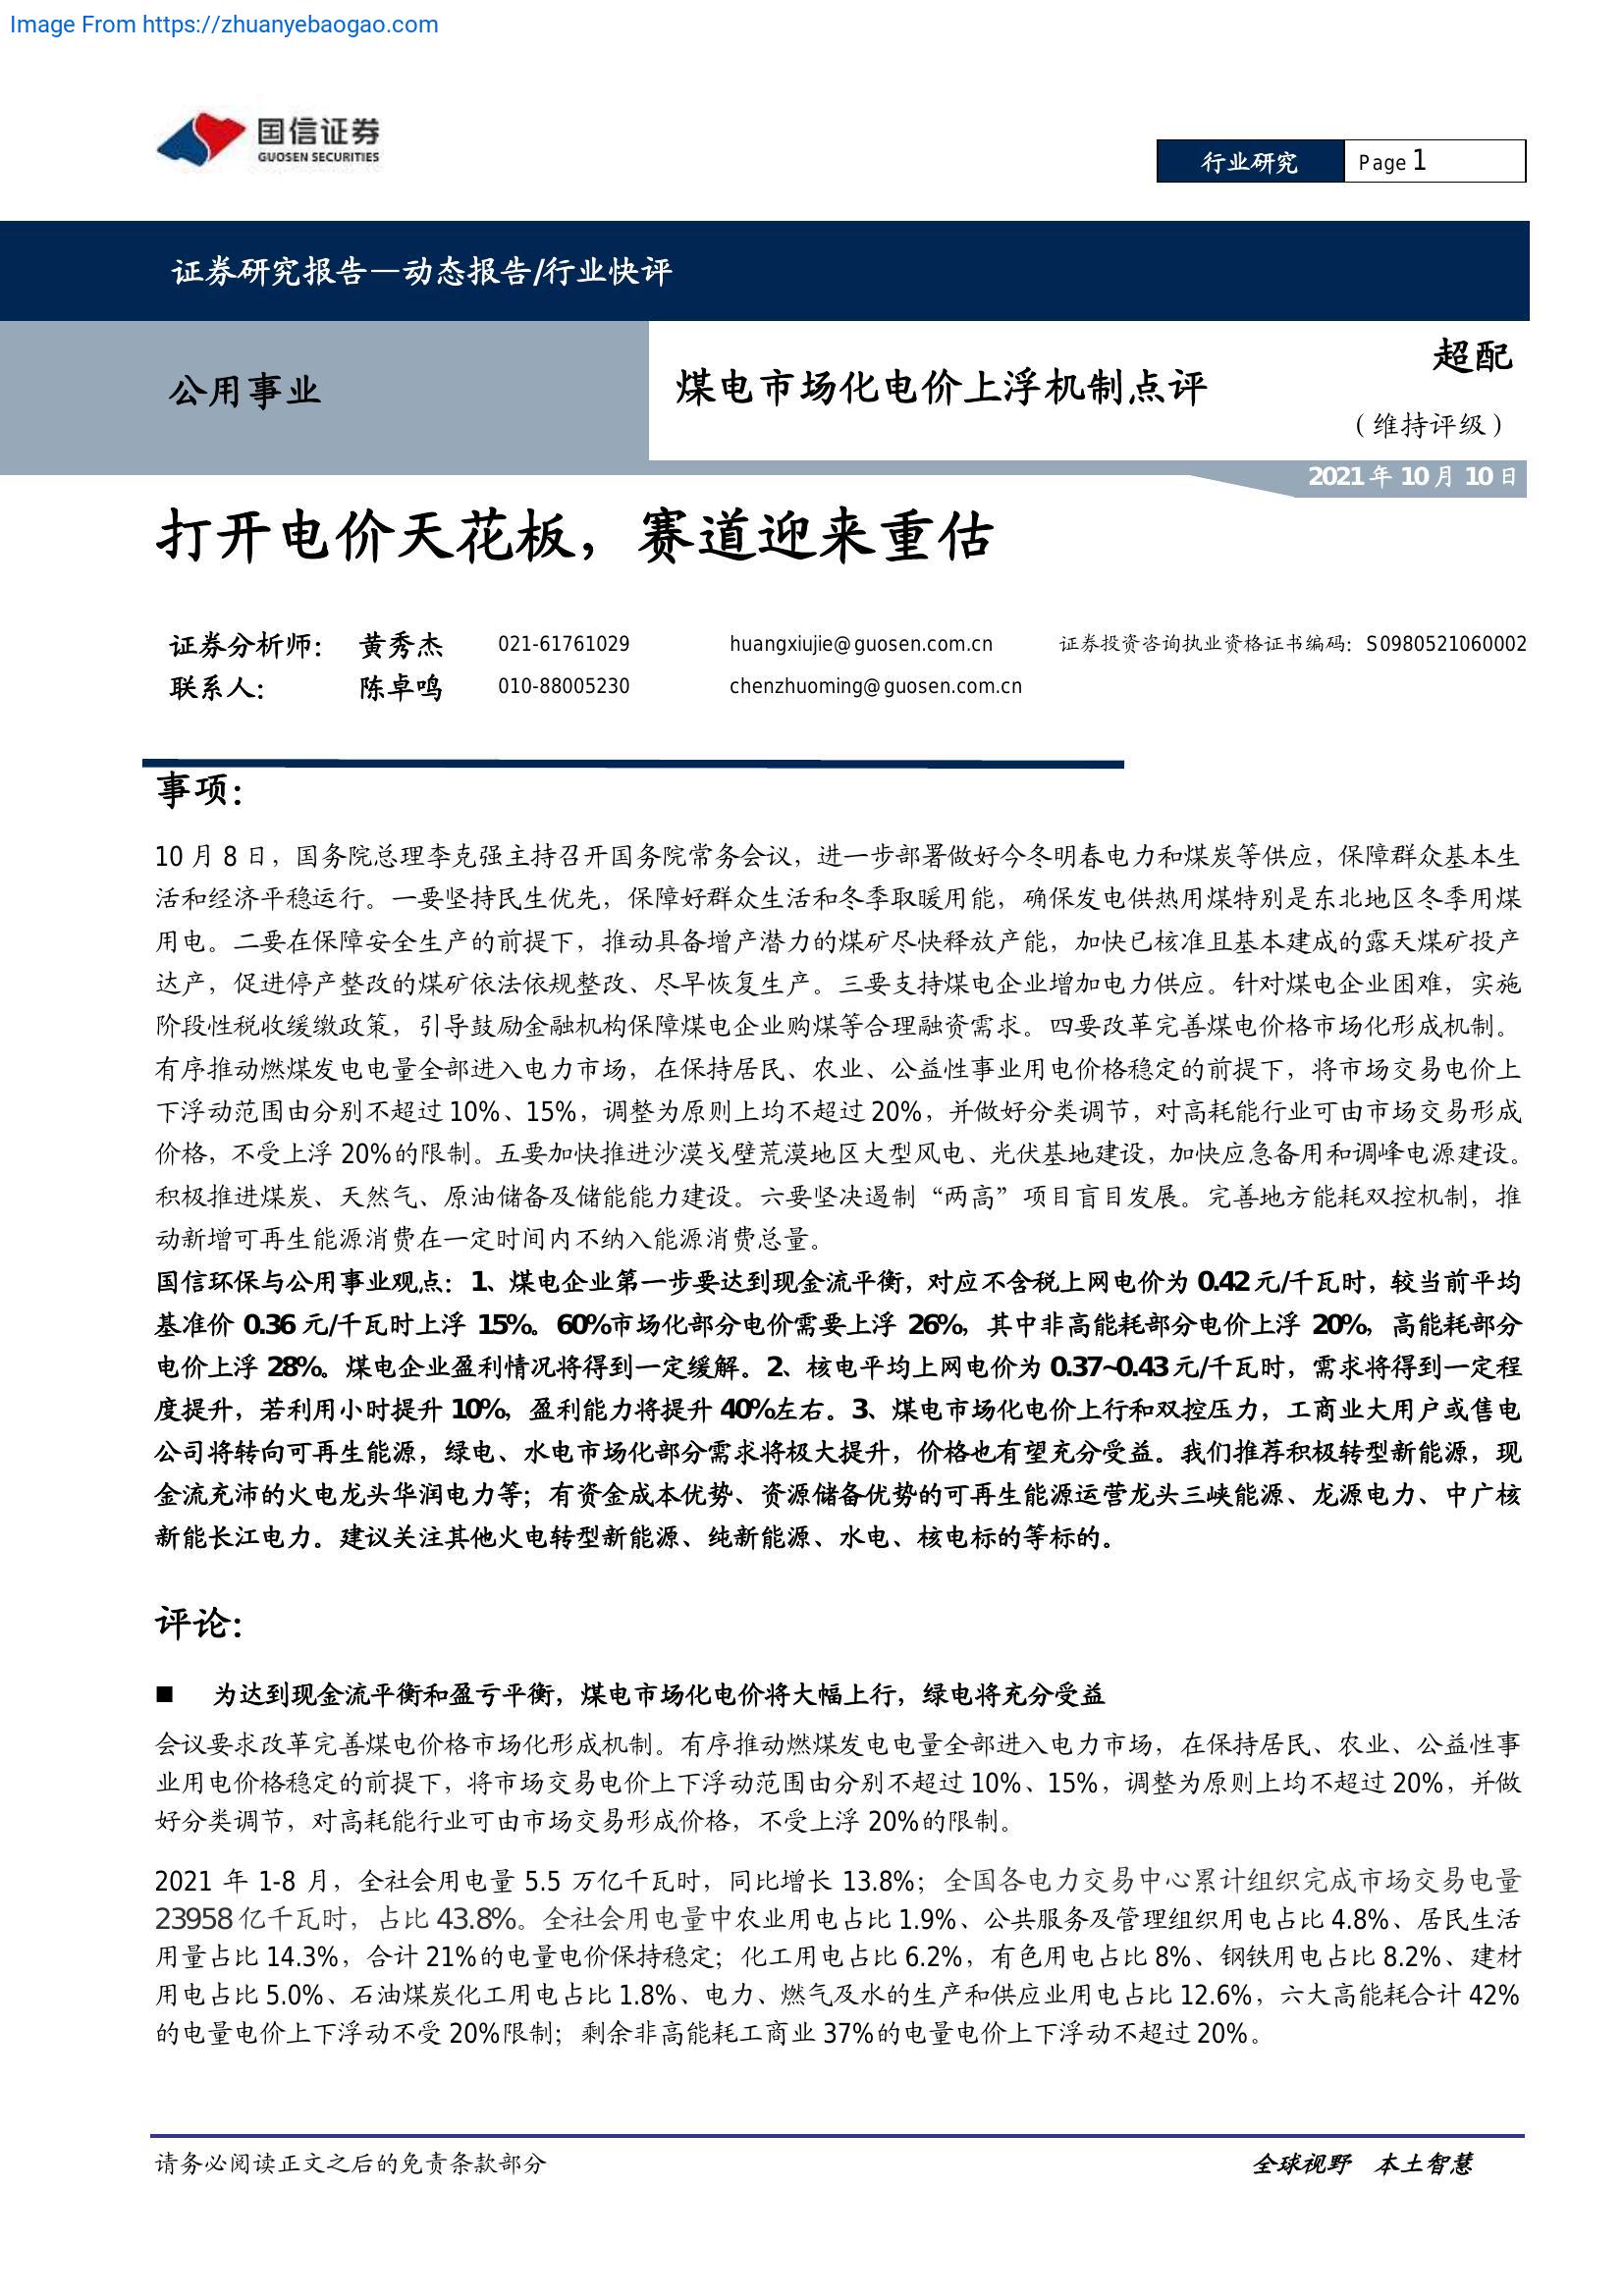 Image From https://zhuanyebaogao.com
国信证券
GUOSEN SECURITIES
行业研究 Page 1
证券研究报告—动态报告/行业快评
公用事业
煤电市场化电价上浮机制点评
超配
（维持评级）
2021 年 10 月 10 日
打开电价天花板，赛道迎来重估
证券分析师： 黄秀杰 021-61761029 huangxiujie@guosen.com.cn 证券投资咨询执业资格证书编码：S0980521060002
联系人： 陈卓鸣 010-88005230 chenzhuoming@guosen.com.cn
事项：
10 月 8 日，国务院总理李克强主持召开国务院常务会议，进一步部署做好今冬明春电力和煤炭等供应，保障群众基本生
活和经济平稳运行。一要坚持民生优先，保障好群众生活和冬季取暖用能，确保发电供热用煤特别是东北地区冬季用煤
用电。二要在保障安全生产的前提下，推动具备增产潜力的煤矿尽快释放产能，加快已核准且基本建成的露天煤矿投产
达产，促进停产整改的煤矿依法依规整改、尽早恢复生产。三要支持煤电企业增加电力供应。针对煤电企业困难，实施
阶段性税收缓缴政策，引导鼓励金融机构保障煤电企业购煤等合理融资需求。四要改革完善煤电价格市场化形成机制。
有序推动燃煤发电电量全部进入电力市场，在保持居民、农业、公益性事业用电价格稳定的前提下，将市场交易电价上
下浮动范围由分别不超过 10%、15%，调整为原则上均不超过 20%，并做好分类调节，对高耗能行业可由市场交易形成
价格，不受上浮 20%的限制。五要加快推进沙漠戈壁荒漠地区大型风电、光伏基地建设，加快应急备用和调峰电源建设。
积极推进煤炭、天然气、原油储备及储能能力建设。六要坚决遏制“两高”项目盲目发展。完善地方能耗双控机制，推
动新增可再生能源消费在一定时间内不纳入能源消费总量。
国信环保与公用事业观点：1、煤电企业第一步要达到现金流平衡，对应不含税上网电价为 0.42 元/千瓦时，较当前平均
基准价 0.36 元/千瓦时上浮 15%。60%市场化部分电价需要上浮 26%，其中非高能耗部分电价上浮 20%，高能耗部分
电价上浮 28%。煤电企业盈利情况将得到一定缓解。2、核电平均上网电价为 0.37~0.43 元/千瓦时，需求将得到一定程
度提升，若利用小时提升 10%，盈利能力将提升 40%左右。3、煤电市场化电价上行和双控压力，工商业大用户或售电
公司将转向可再生能源，绿电、水电市场化部分需求将极大提升，价格也有望充分受益。我们推荐积极转型新能源，现
金流充沛的火电龙头华润电力等；有资金成本优势、资源储备优势的可再生能源运营龙头三峡能源、龙源电力、中广核
新能长江电力。建议关注其他火电转型新能源、纯新能源、水电、核电标的等标的。
评论：
■ 为达到现金流平衡和盈亏平衡，煤电市场化电价将大幅上行，绿电将充分受益
会议要求改革完善煤电价格市场化形成机制。有序推动燃煤发电电量全部进入电力市场，在保持居民、农业、公益性事
业用电价格稳定的前提下，将市场交易电价上下浮动范围由分别不超过 10%、15%，调整为原则上均不超过 20%，并做
好分类调节，对高耗能行业可由市场交易形成价格，不受上浮 20%的限制。
2021 年 1-8 月，全社会用电量 5.5 万亿千瓦时，同比增长 13.8%；全国各电力交易中心累计组织完成市场交易电量
23958 亿千瓦时，占比 43.8%。全社会用电量中农业用电占比 1.9%、公共服务及管理组织用电占比 4.8%、居民生活
用量占比 14.3%，合计 21%的电量电价保持稳定；化工用电占比 6.2%，有色用电占比 8%、钢铁用电占比 8.2%、建材
用电占比 5.0%、石油煤炭化工用电占比 1.8%、电力、燃气及水的生产和供应业用电占比 12.6%，六大高能耗合计 42%
的电量电价上下浮动不受 20%限制；剩余非高能耗工商业 37%的电量电价上下浮动不超过 20%。
请务必阅读正文之后的免责条款部分 全球视野 本土智慧